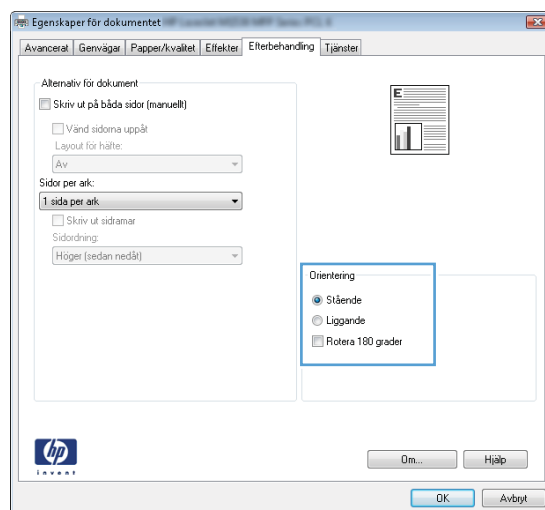 Egenskaper för dokumentet
Avancerat Genvägar Papper/kvalitet Effekter Efterbehandling Tjänster
Alternativ för dokument
Skriv ut på båda sidor (manuellt)
Vänd sidorna uppåt
Layout för häfte:
Av
Sidor per ark:
1 sida per ark
Skriv ut sidramar
Sidordning:
Höger (sedan nedåt)
E
Orientering
Stående
Liggande
Rotera 180 grader
hp
invent
Om... Hjälp
OK Avbryt